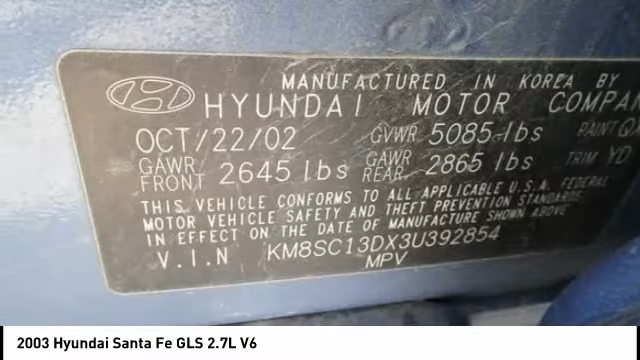 MANUFACTURED IN KOREA BY
HYUNDAI MOTOR COMPAN
OCT/22/02 GVWR 5085 lbs PAINT
GAWR FRONT 2645 lbs GAWR REAR 2865 lbs TRIM YD
THIS VEHICLE CONFORMS TO ALL APPLICABLE U.S.A. FEDERAL
MOTOR VEHICLE SAFETY AND THEFT PREVENTION STANDARDS
IN EFFECT ON THE DATE OF MANUFACTURE SHOWN ABOVE
V.I.N KM8SC13DX3U392854
MPV
2003 Hyundai Santa Fe GLS 2.7L V6